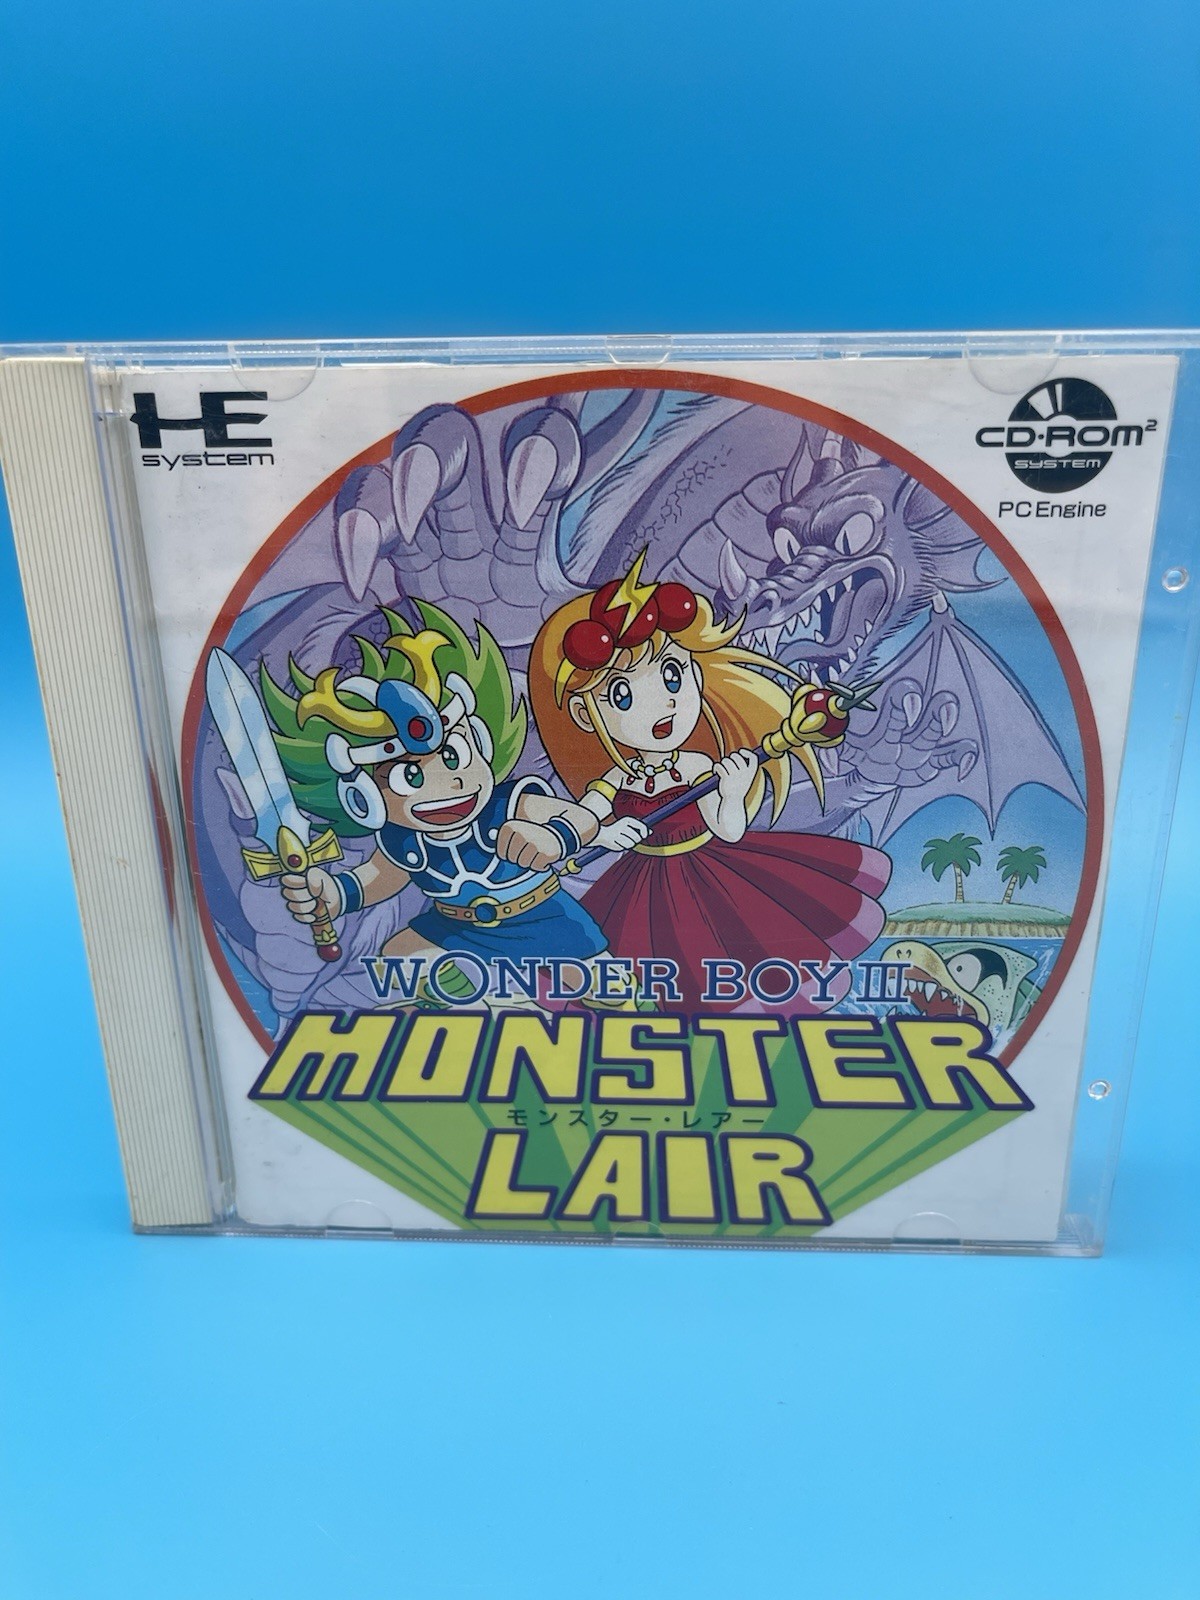 HE
system
CD-ROM²
SYSTEM
PC Engine
WONDER BOY III
MONSTER
モンスター・レアー
LAIR